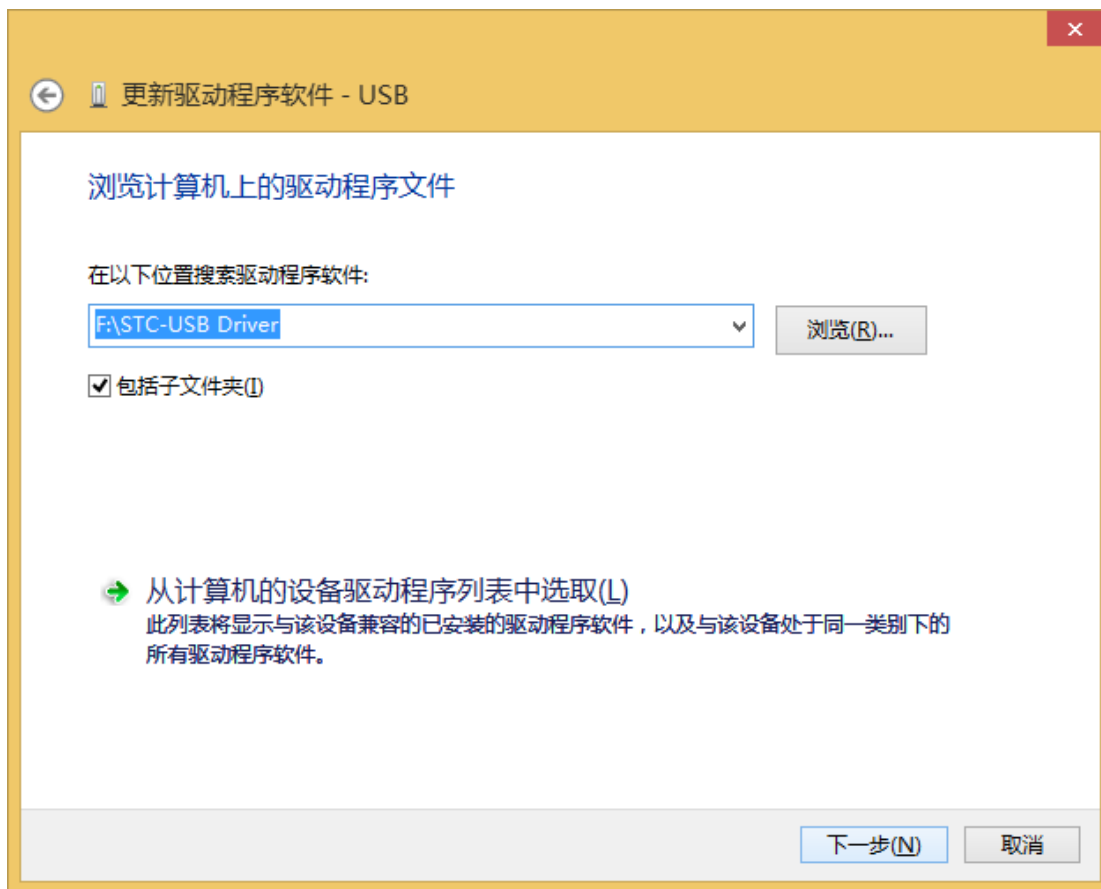 更新驱动程序软件 - USB
浏览计算机上的驱动程序文件
在以下位置搜索驱动程序软件:
F:\STC-USB Driver
浏览(R)...
包括子文件夹(I)
从计算机的设备驱动程序列表中选取(L)
此列表将显示与该设备兼容的已安装的驱动程序软件，以及与该设备处于同一类别下的
所有驱动程序软件。
下一步(N)
取消